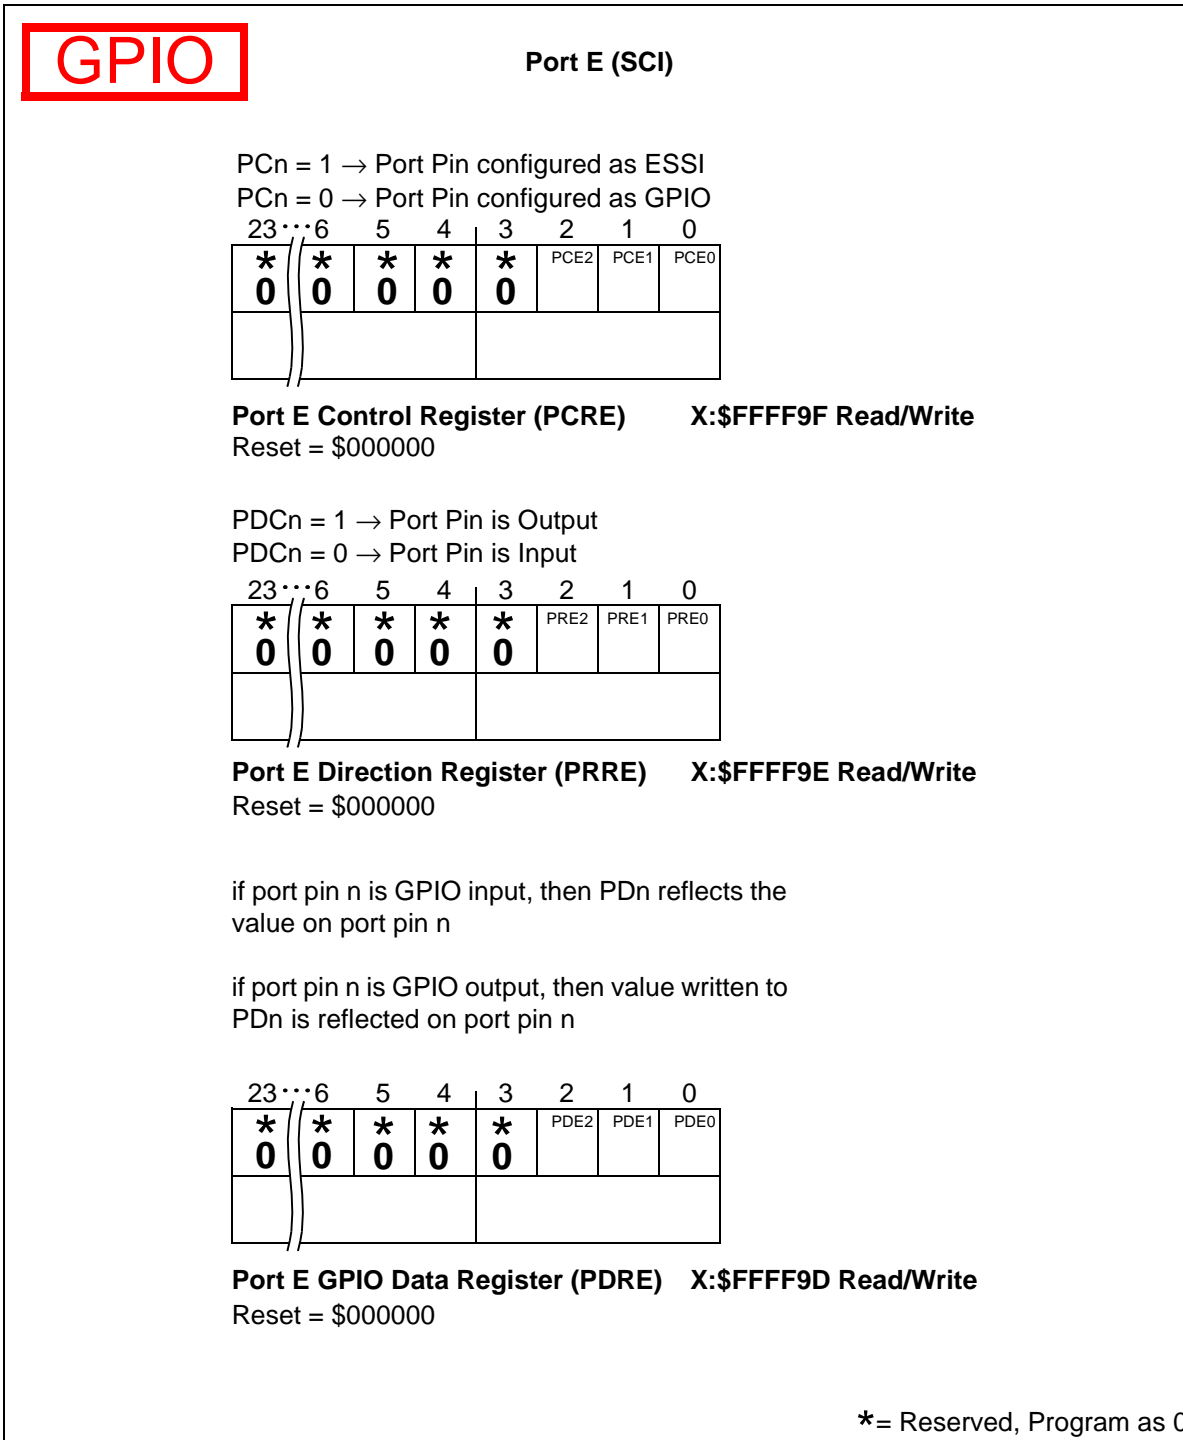 GPIO
Port E (SCI)
PCn = 1 → Port Pin configured as ESSI
PCn = 0 → Port Pin configured as GPIO
23 ••• 6 5 4 3 2 1 0
* * * * * PCE2 PCE1 PCE0
0 0 0 0 0
Port E Control Register (PCRE) X:$FFFF9F Read/Write
Reset = $000000
PDCn = 1 → Port Pin is Output
PDCn = 0 → Port Pin is Input
23 ••• 6 5 4 3 2 1 0
* * * * * PRE2 PRE1 PRE0
0 0 0 0 0
Port E Direction Register (PRRE) X:$FFFF9E Read/Write
Reset = $000000
if port pin n is GPIO input, then PDn reflects the
value on port pin n
if port pin n is GPIO output, then value written to
PDn is reflected on port pin n
23 ••• 6 5 4 3 2 1 0
* * * * * PDE2 PDE1 PDE0
0 0 0 0 0
Port E GPIO Data Register (PDRE) X:$FFFF9D Read/Write
Reset = $000000
* = Reserved, Program as 0